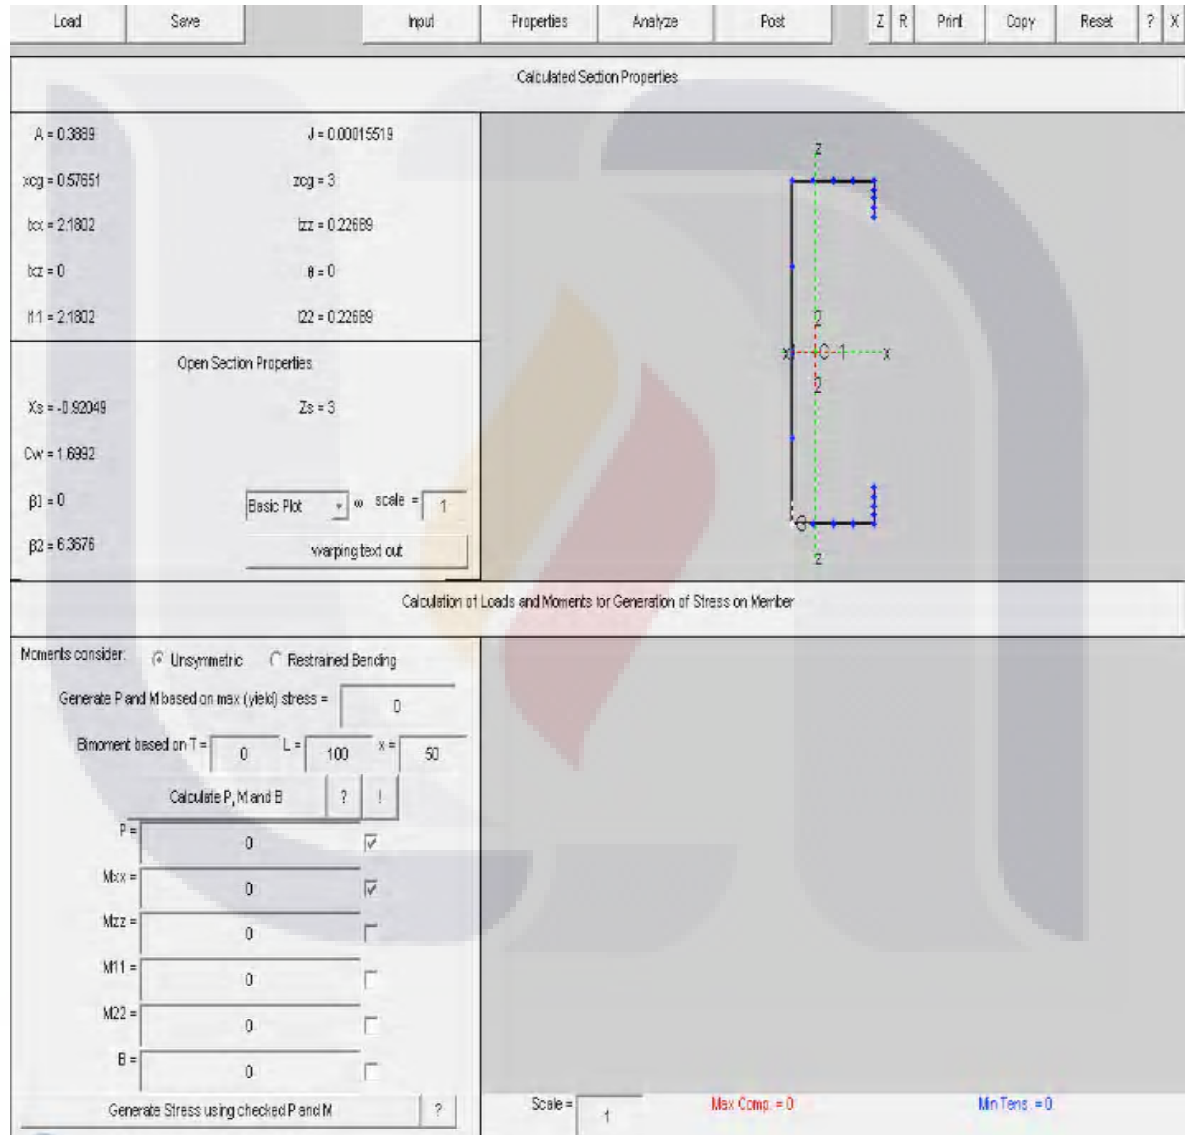 Load Save Input Properties Analyze Post Z R Print Copy Reset ? X
Calculated Section Properties
A = 0.3889 J = 0.00015519
xcg = 0.57651 zcg = 3
Ixx = 2.1802 Izz = 0.22689
Ixz = 0 θ = 0
I11 = 2.1802 I22 = 0.22689
Open Section Properties
Xs = -0.92049 Zs = 3
Cw = 1.6992
β1 = 0 Basic Plot ω scale = 1
β2 = 6.3676 warping text out
z
2
x 1 x
2
z
Calculation of Loads and Moments for Generation of Stress on Member
Moments consider: Unsymmetric Restrained Bending
Generate P and M based on max (yield) stress = 0
Bimoment based on T = 0 L = 100 x = 50
Calculate P, M and B ? !
P = 0
Mxx = 0
Mzz = 0
M11 = 0
M22 = 0
B = 0
Generate Stress using checked P and M ?
Scale = 1 Max Comp. = 0 Min Tens. = 0